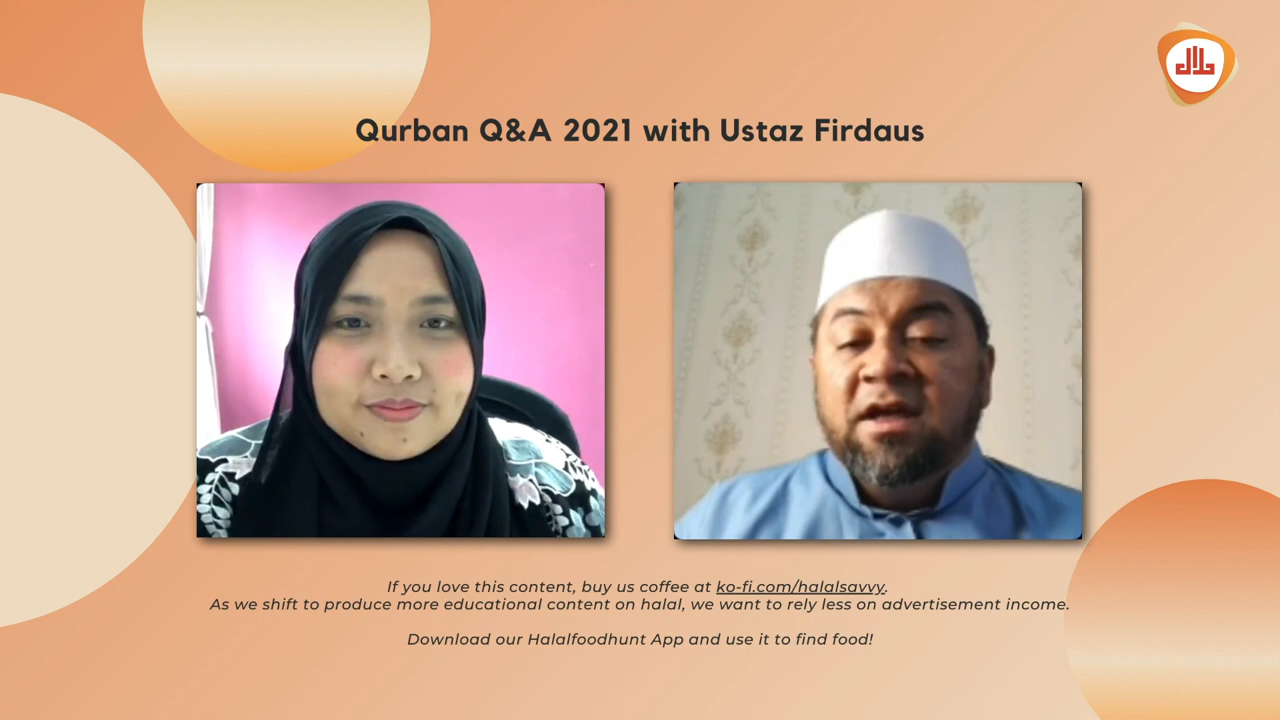 حلال
Qurban Q&A 2021 with Ustaz Firdaus
If you love this content, buy us coffee at ko-fi.com/halalsavvy.
As we shift to produce more educational content on halal, we want to rely less on advertisement income.
Download our Halalfoodhunt App and use it to find food!